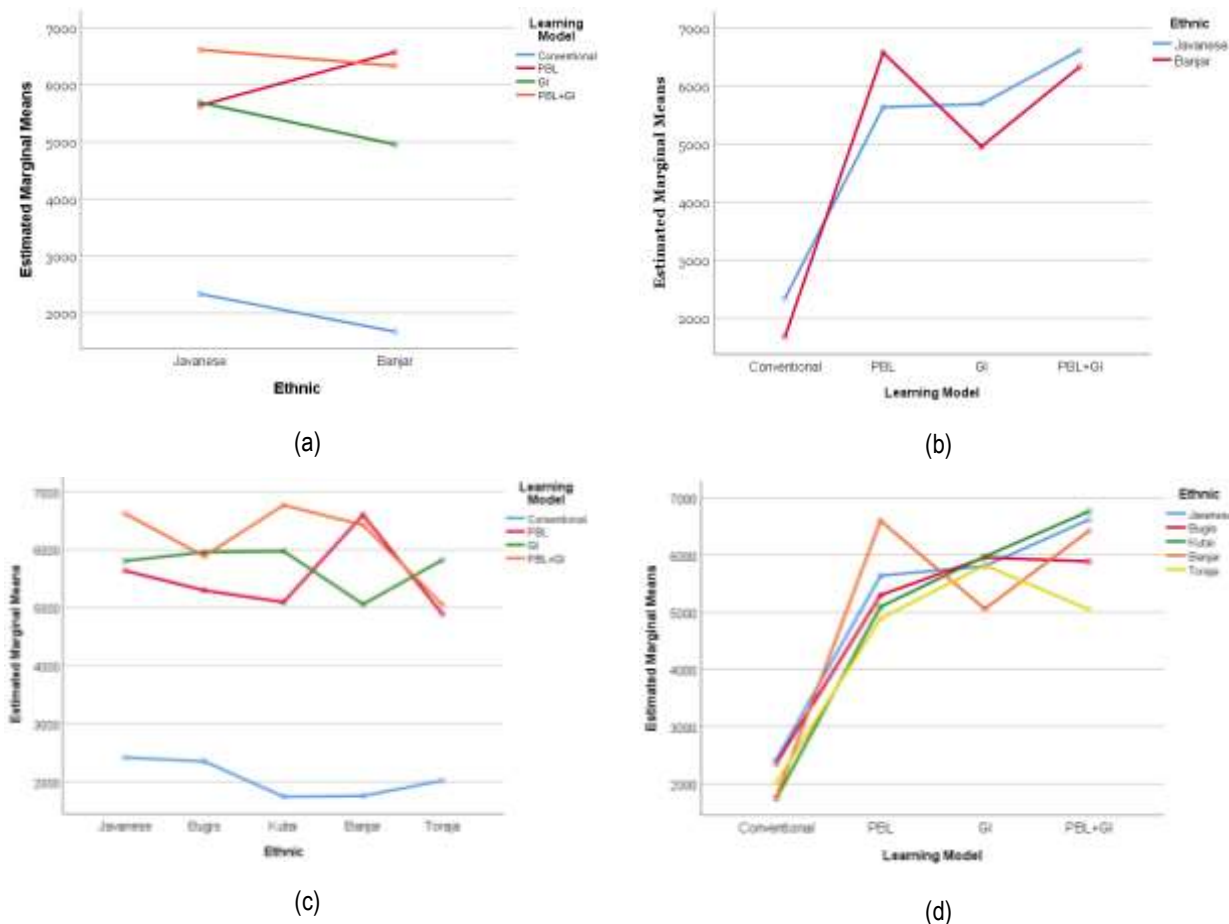 Learning
Model
Conventional
PBL
GI
PBL+GI
7000
6000
5000
4000
3000
2000
Estimated Marginal Means
Javanese
Banjar
Ethnic
(a)
Ethnic
Javanese
Banjar
7000
6000
5000
4000
3000
2000
Estimated Marginal Means
Conventional
PBL
GI
PBL+GI
Learning Model
(b)
Learning
Model
Conventional
PBL
GI
PBL+GI
7000
6000
5000
4000
3000
2000
Estimated Marginal Means
Javanese
Bugis
Kutai
Banjar
Toraja
Ethnic
(c)
Ethnic
Javanese
Bugis
Kutai
Banjar
Toraja
7000
6000
5000
4000
3000
2000
Estimated Marginal Means
Conventional
PBL
GI
PBL+GI
Learning Model
(d)